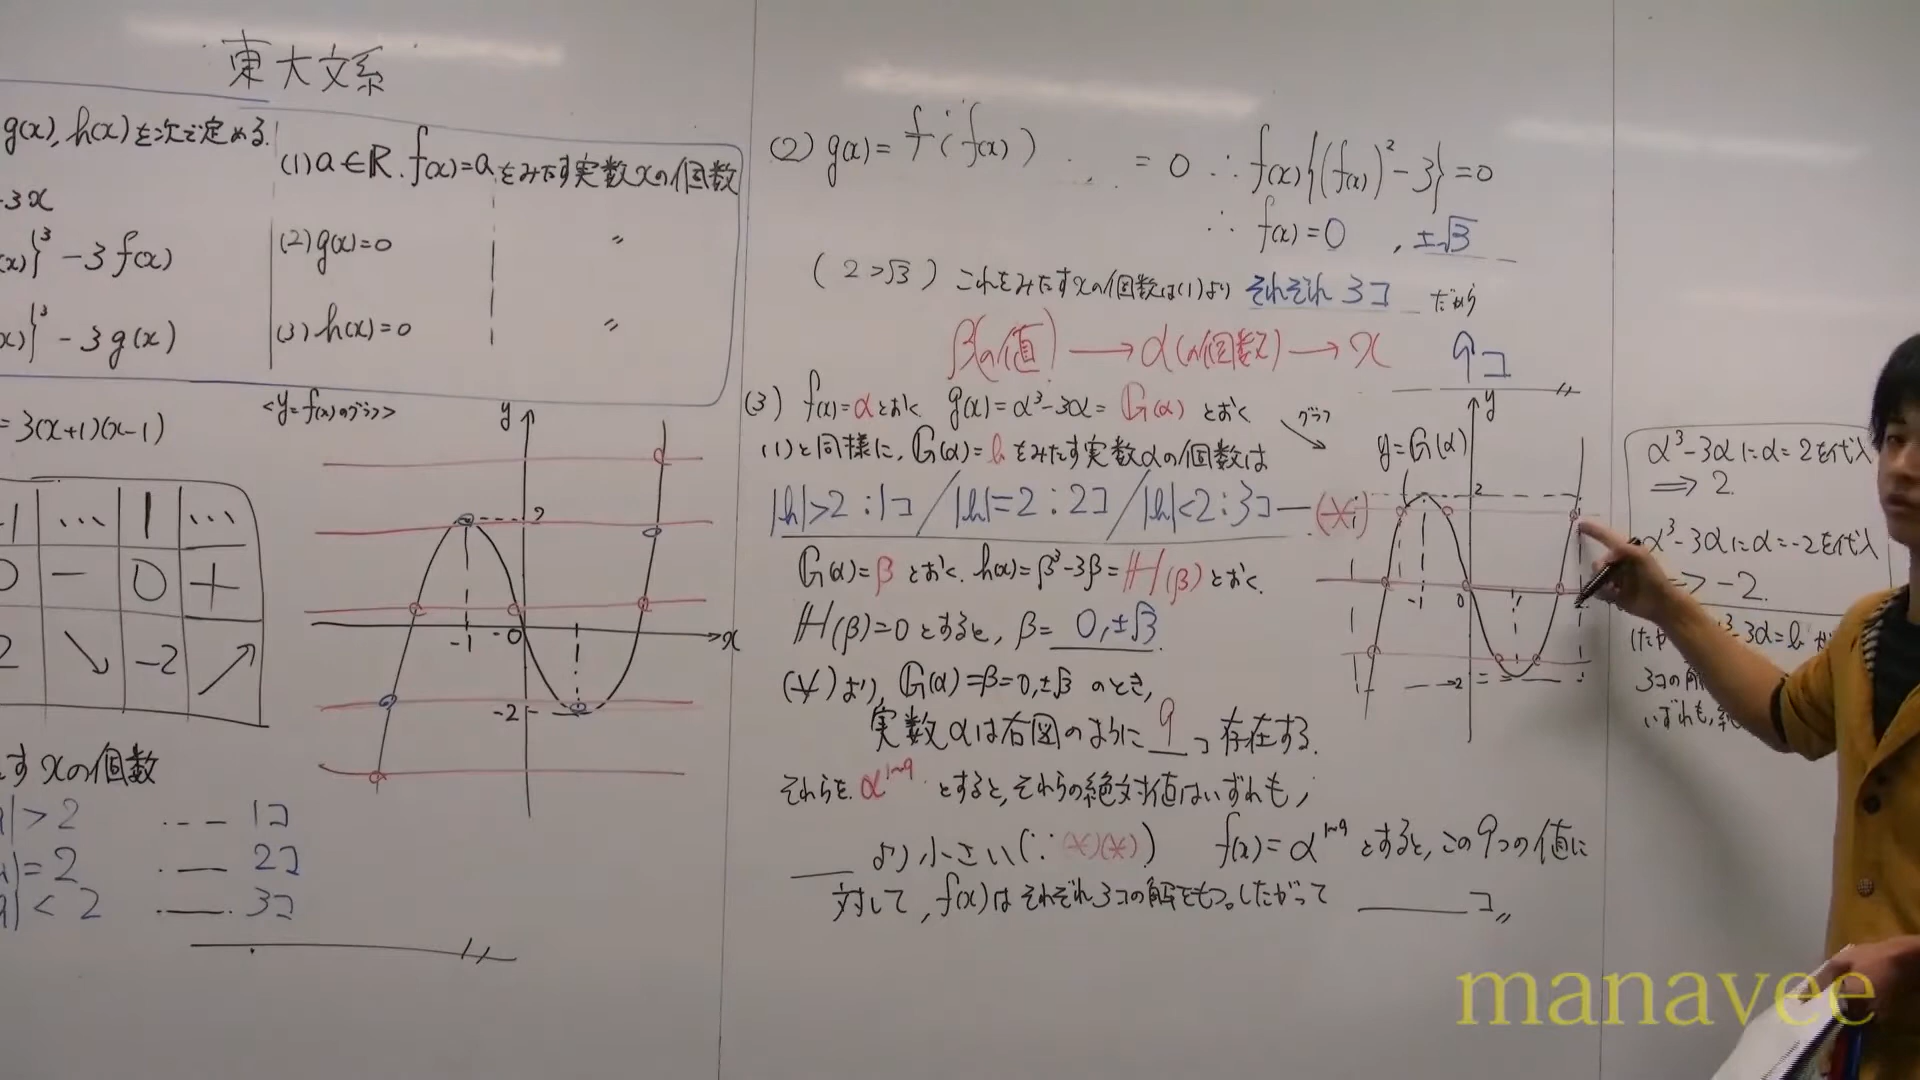 東大文系
g(x), h(x)を次で定める.
-3x
(x)}³ - 3f(x)
x)}³ - 3g(x)
(1) a∈ℝ. f(x)=aをみたす実数xの個数
(2) g(x)=0 〃
(3) h(x)=0 〃
= 3(x+1)(x-1)
-1 | … | 1 | …
0 | - | 0 | +
2 | ↘ | -2 | ↗
<y=f(x)のグラフ>
y
2
-1
0
x
-2
すxの個数
a|>2 --- 1コ
a|=2 --- 2コ
a|<2 --- 3コ
(2) g(x)= f(f(x)) = 0 ∴ f(x){(f(x))²-3}=0
∴ f(x)=0 , ±√3
(2>√3) これをみたすxの個数は(1)より それぞれ 3コ だから
β(の値) → α(の個数) → x 9コ
(3) f(x)=αとおく g(x)=α³-3α= G(α) とおく グラフ
(1)と同様に, G(α)=bをみたす実数αの個数は
|b|>2:1コ / |b|=2:2コ / |b|<2:3コ — (*)
G(α)=β とおく. h(x)=β³-3β=H(β) とおく.
H(β)=0 とすると, β= 0, ±√3.
(*)より, G(α)=β=0,±√3 のとき,
実数αは右図のように 9 コ存在する.
それらを α¹~⁹ とすると, それらの絶対値はいずれも,
より小さい(∵(*)(*)) f(x)=α¹~⁹ とすると, この9つの値に
対して, f(x)はそれぞれ3コの解をもつ。したがって コ〃
y
y=G(α)
2
-1
0
1
-2
α³-3αにα=2を代入
⇒ 2.
α³-3αにα=-2を代入
⇒ -2.
³-3α=b
3コの
いずれも,
manavee